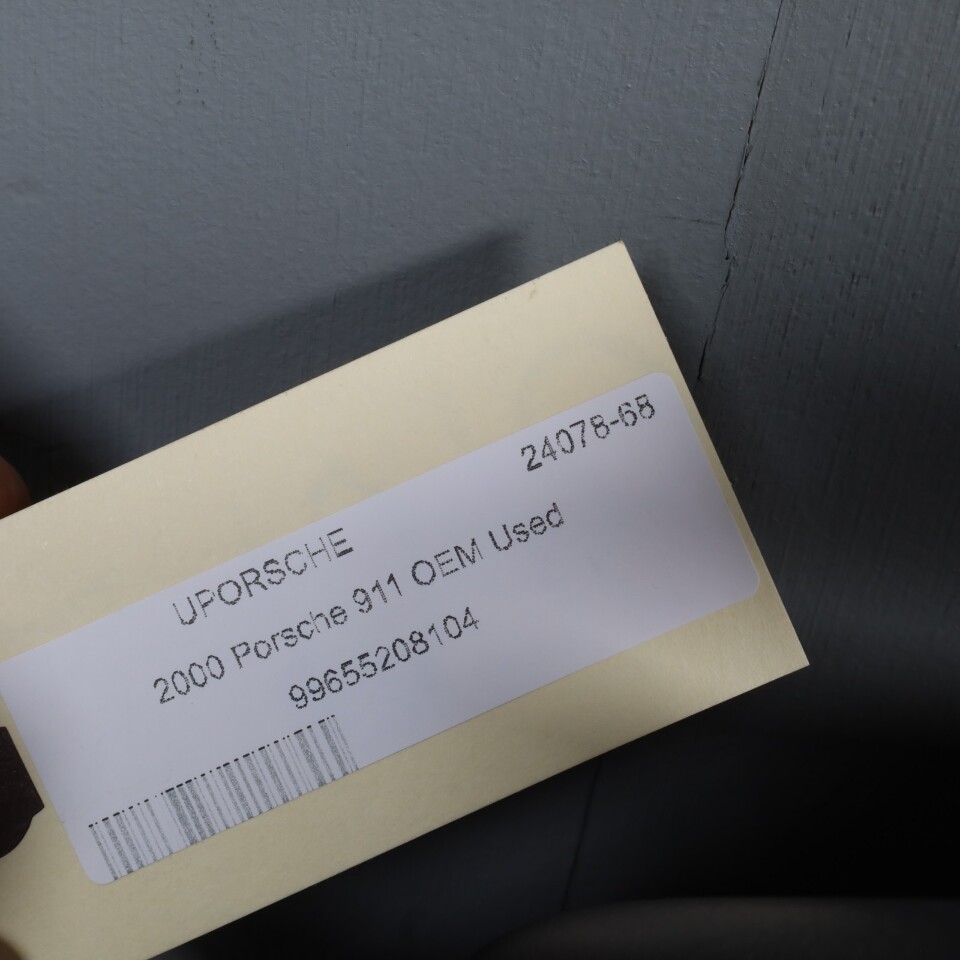 24078-68
UPORSCHE
2000 Porsche 911 OEM Used
99655208104